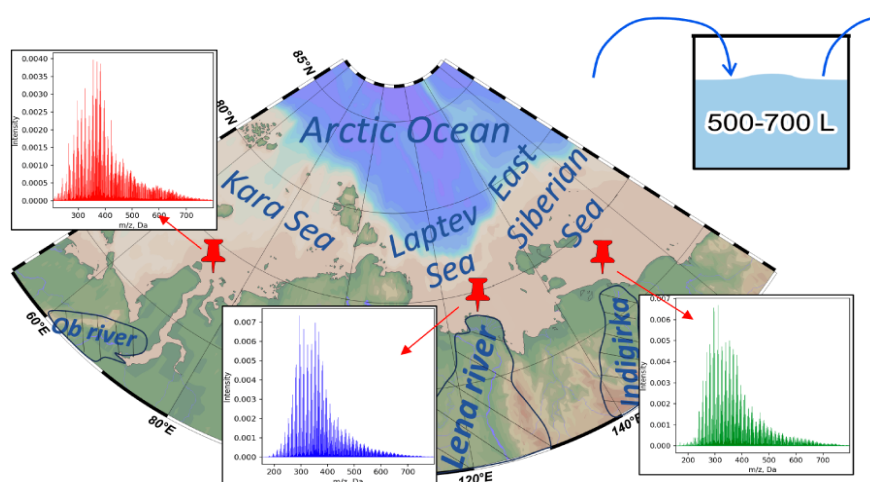 0.0040
0.0035
0.0030
0.0025
0.0020
0.0015
0.0010
0.0005
0.0000
Intensity
300 400 500 600 700
m/z, Da
85°N
80°N
Arctic Ocean
500-700 L
Kara Sea
Laptev
Sea
East
Siberian
Sea
60°E
Ob river
80°E
0.007
0.006
0.005
0.004
0.003
0.002
0.001
0.000
Intensity
200 300 400 500 600 700
m/z, Da
Lena river
120°E
Indigirka
140°E
0.007
0.006
0.005
0.004
0.003
0.002
0.001
0.000
Intensity
200 300 400 500 600 700
m/z, Da